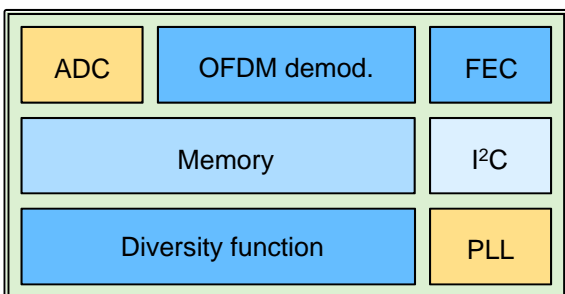 ADC
OFDM demod.
FEC
Memory
I²C
Diversity function
PLL